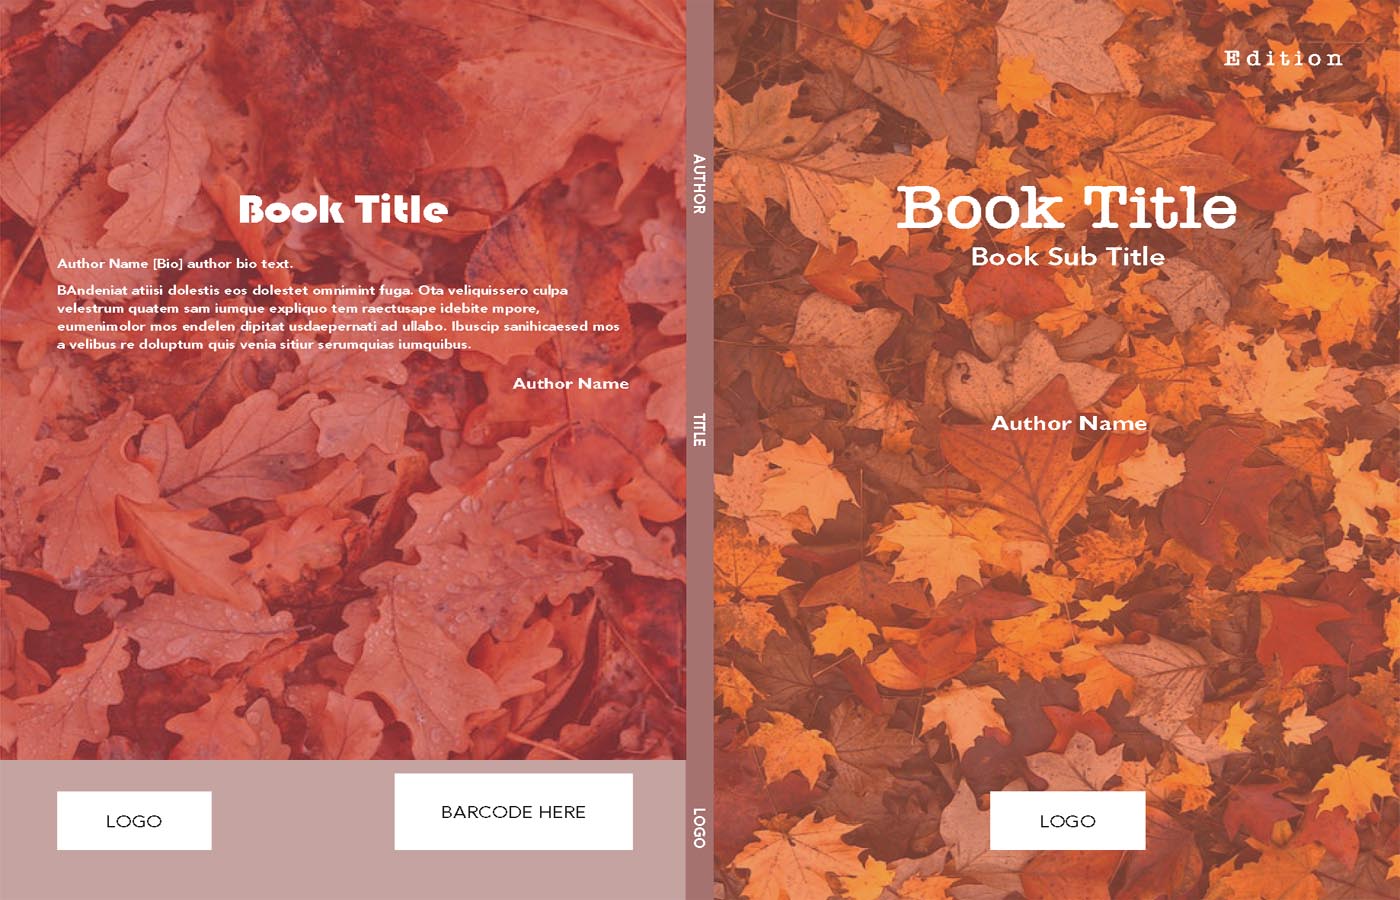 Book Title
Author Name [Bio] author bio text.
BAndeniat atiisi dolestis eos dolestet omnimint fuga. Ota veliquissero culpa
velestrum quatem sam iumque expliquo tem raectusape idebite mpore,
eumenimolor mos endelen dipitat usdaepernati ad ullabo. Ibuscip sanihicaesed mos
a velibus re doluptum quis venia sitiur serumquias iumquibus.
Author Name
LOGO
BARCODE HERE
AUTHOR
TITLE
LOGO
Edition
Book Title
Book Sub Title
Author Name
LOGO